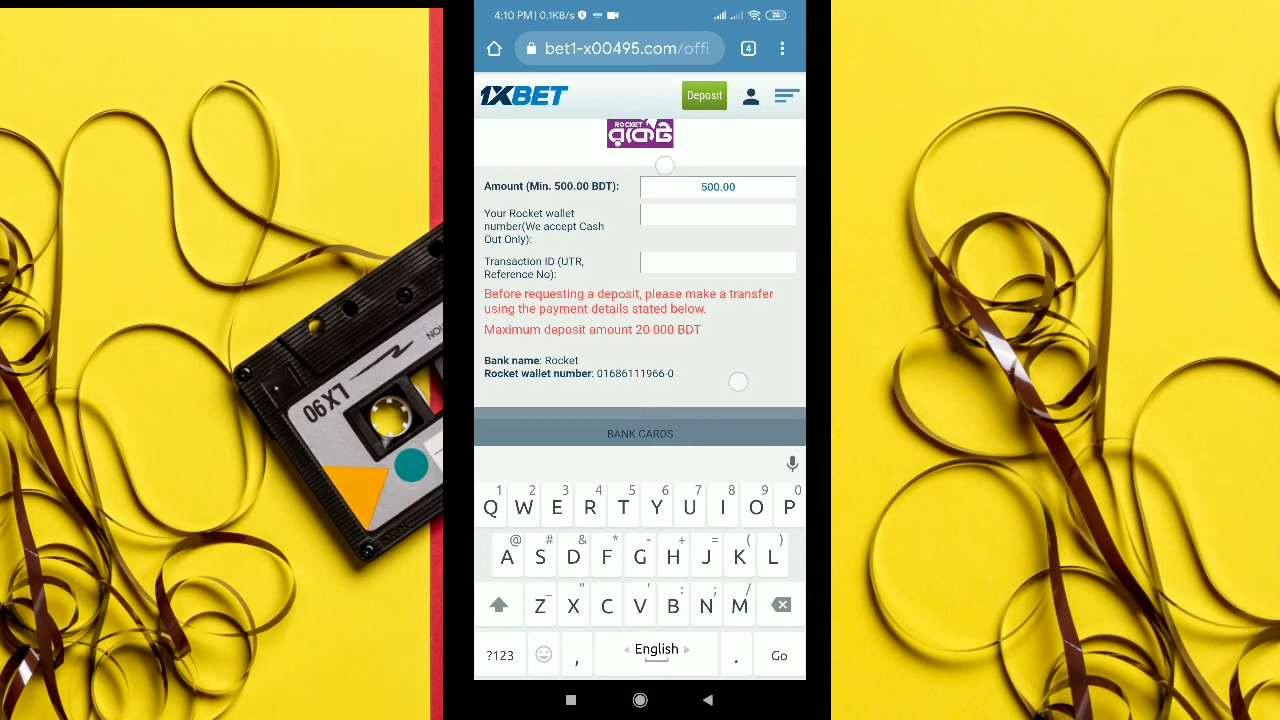 4:10 PM | 0.1KB/s
74
bet1-x00495.com/offi
4
1XBET
Deposit
ROCKET
রকেট
Amount (Min. 500.00 BDT):
500.00
Your Rocket wallet
number(We accept Cash
Out Only):
Transaction ID (UTR,
Reference No):
Before requesting a deposit, please make a transfer
using the payment details stated below.
Maximum deposit amount 20 000 BDT
Bank name: Rocket
Rocket wallet number: 01686111966-0
BANK CARDS
1 2 3 4 5 6 7 8 9 0
Q W E R T Y U I O P
@ # & * - + = ( )
A S D F G H J K L
_ " ' : ; /
Z X C V B N M
?123 , English . Go
LX90